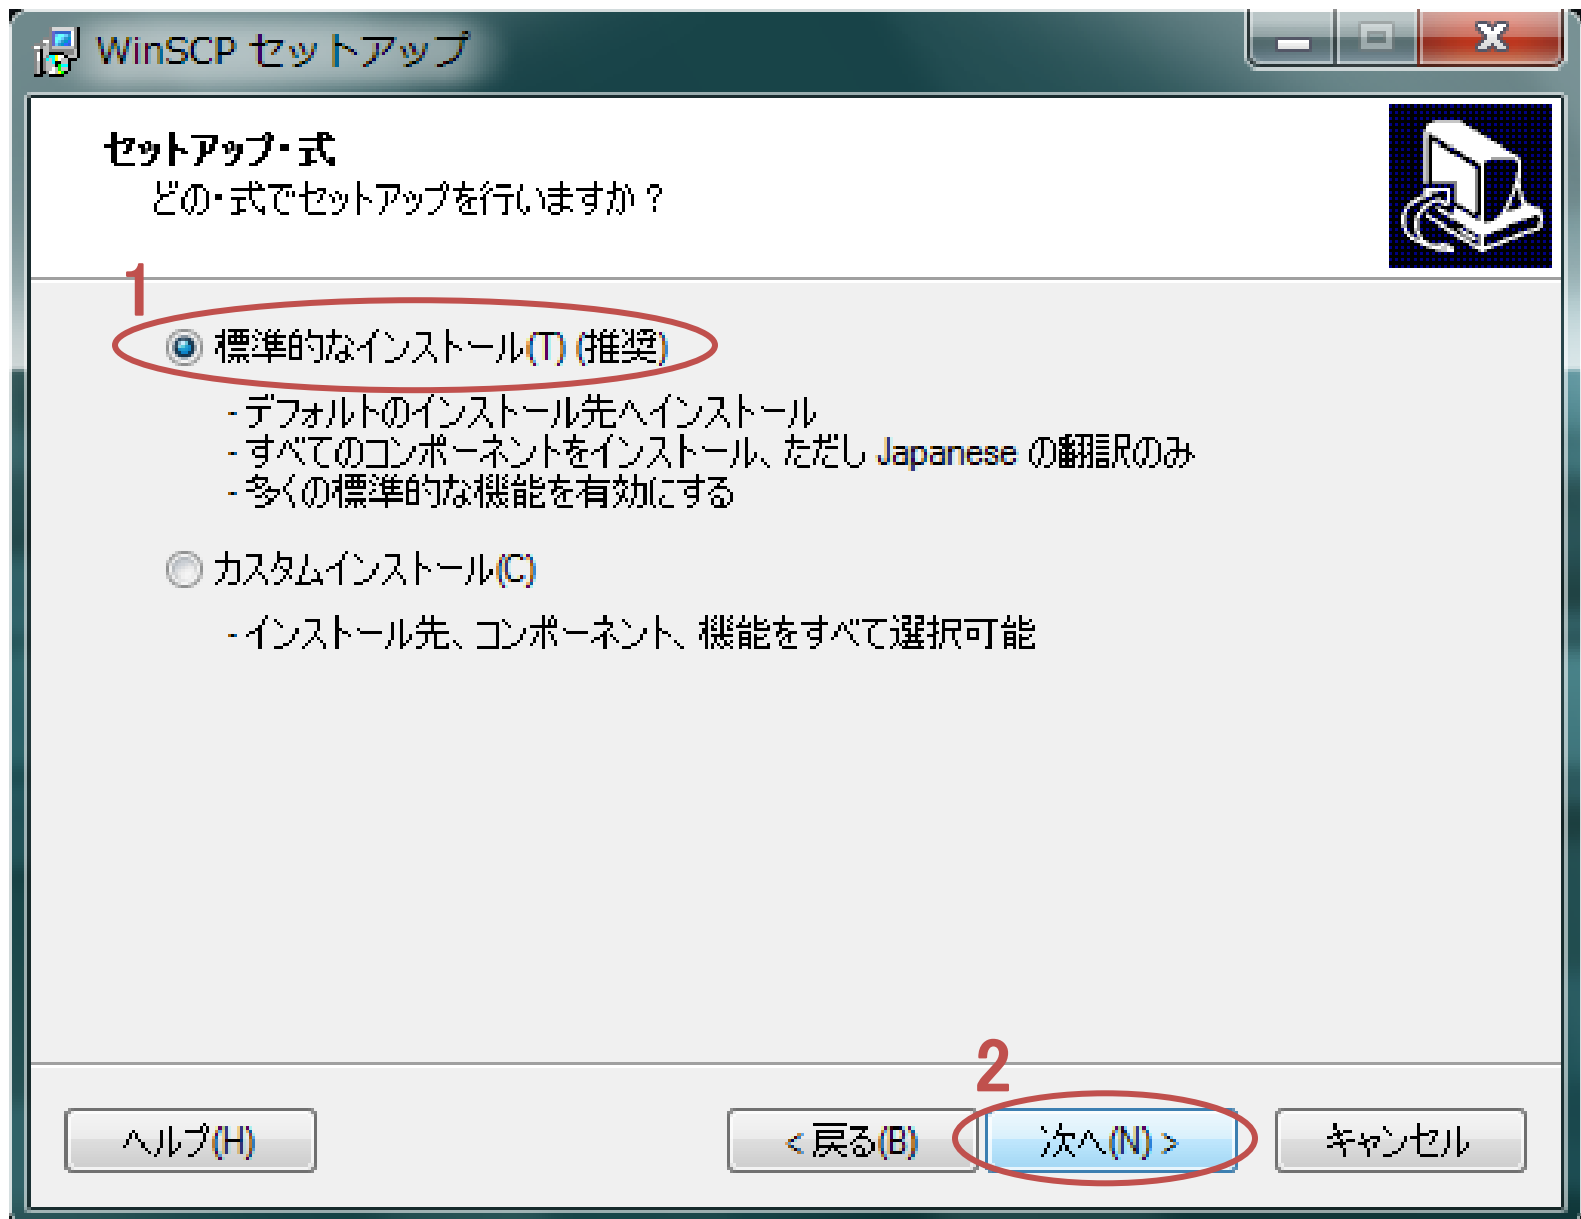 WinSCP セットアップ
セットアップ・式
どの・式でセットアップを行いますか？
1
標準的なインストール(T) (推奨)
- デフォルトのインストール先へインストール
- すべてのコンポーネントをインストール、ただし Japanese の翻訳のみ
- 多くの標準的な機能を有効にする
カスタムインストール(C)
- インストール先、コンポーネント、機能をすべて選択可能
2
ヘルプ(H)
< 戻る(B)
次へ(N) >
キャンセル